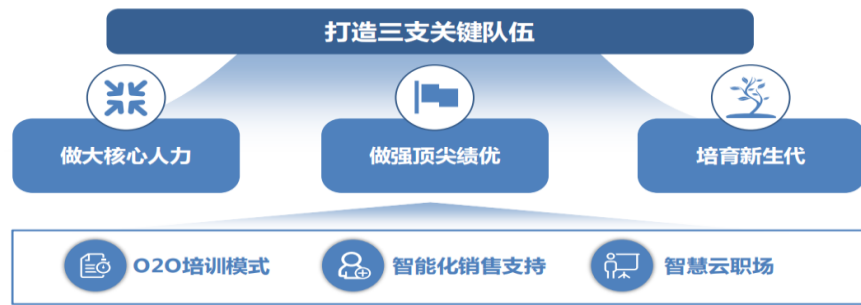 打造三支关键队伍
做大核心人力
做强顶尖绩优
培育新生代
O2O培训模式
智能化销售支持
智慧云职场